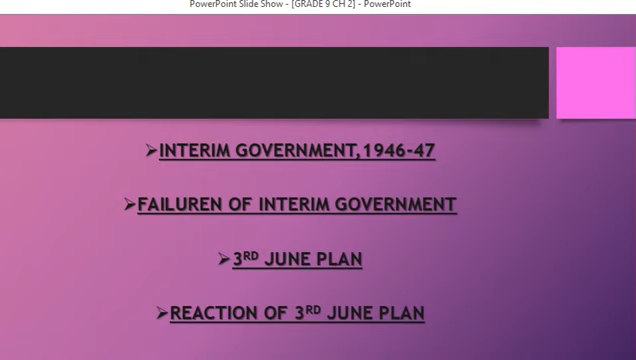 PowerPoint Slide Show - [GRADE 9 CH 2] - PowerPoint
➢INTERIM GOVERNMENT,1946-47
➢FAILUREN OF INTERIM GOVERNMENT
➢3RD JUNE PLAN
➢REACTION OF 3RD JUNE PLAN